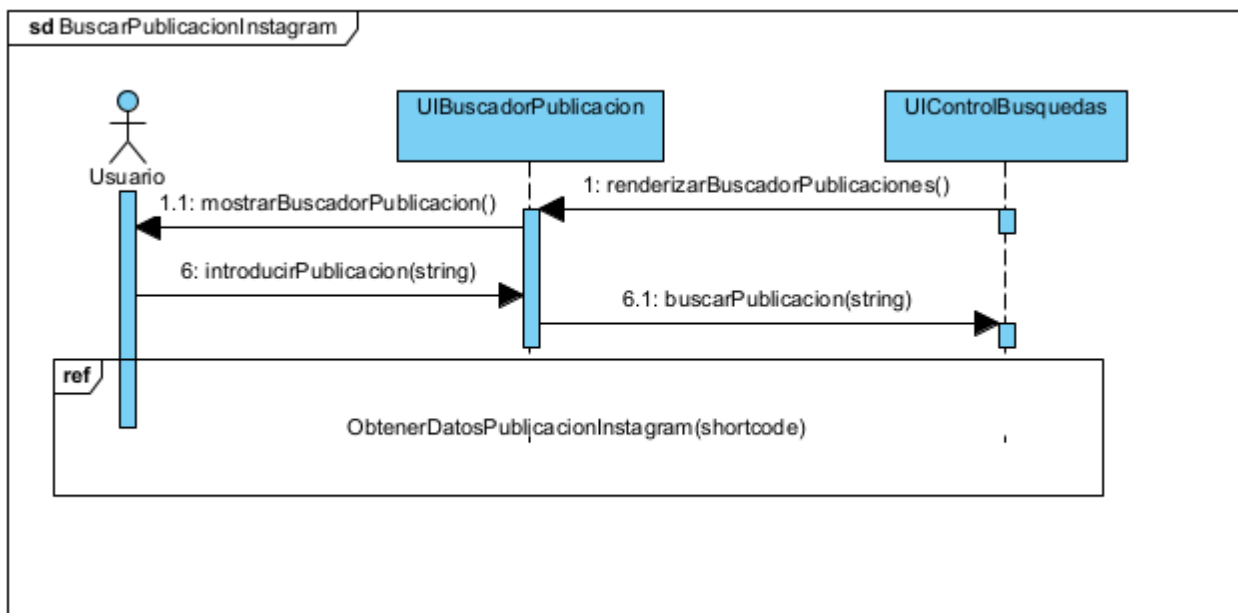 sd BuscarPublicacionInstagram
UIBuscadorPublicacion
UIControlBusquedas
Usuario
1: renderizarBuscadorPublicaciones()
1.1: mostrarBuscadorPublicacion()
6: introducirPublicacion(string)
6.1: buscarPublicacion(string)
ref
ObtenerDatosPublicacionInstagram(shortcode)